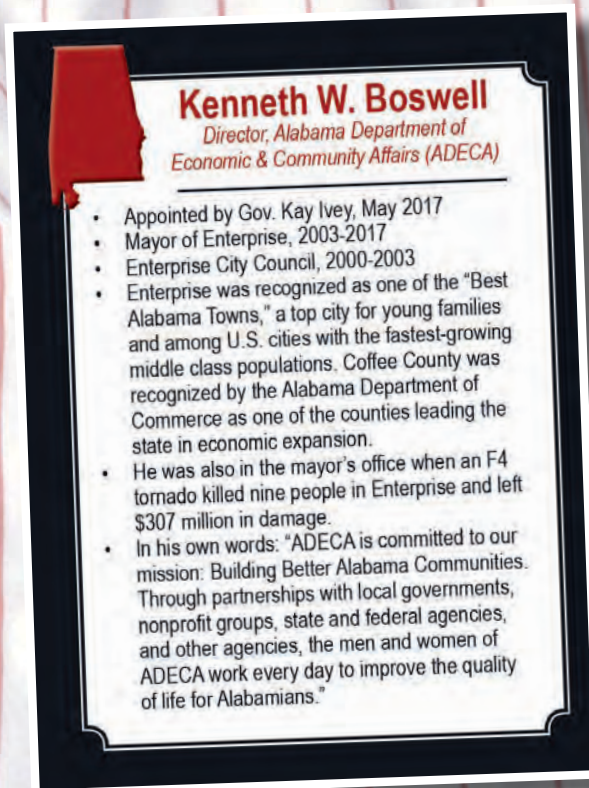 Kenneth W. Boswell
Director, Alabama Department of
Economic & Community Affairs (ADECA)
• Appointed by Gov. Kay Ivey, May 2017
• Mayor of Enterprise, 2003-2017
• Enterprise City Council, 2000-2003
• Enterprise was recognized as one of the “Best
Alabama Towns,” a top city for young families
and among U.S. cities with the fastest-growing
middle class populations. Coffee County was
recognized by the Alabama Department of
Commerce as one of the counties leading the
state in economic expansion.
• He was also in the mayor’s office when an F4
tornado killed nine people in Enterprise and left
$307 million in damage.
• In his own words: “ADECA is committed to our
mission: Building Better Alabama Communities.
Through partnerships with local governments,
nonprofit groups, state and federal agencies,
and other agencies, the men and women of
ADECA work every day to improve the quality
of life for Alabamians.”